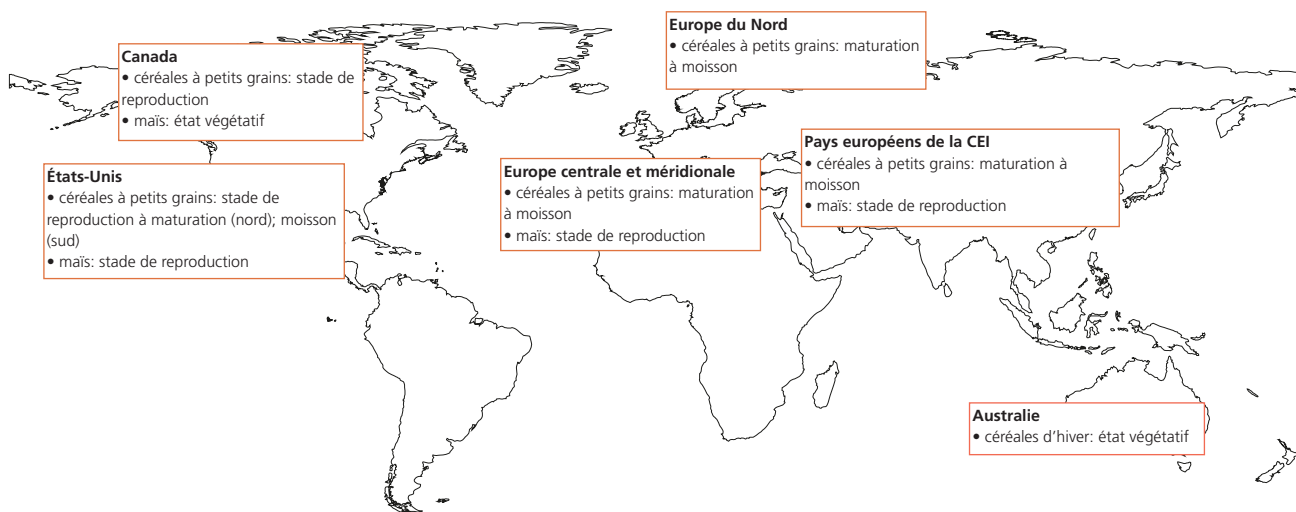 Europe du Nord
• céréales à petits grains: maturation
à moisson
Canada
• céréales à petits grains: stade de
reproduction
• maïs: état végétatif
Pays européens de la CEI
• céréales à petits grains: maturation à
moisson
• maïs: stade de reproduction
Europe centrale et méridionale
• céréales à petits grains: maturation
à moisson
• maïs: stade de reproduction
États-Unis
• céréales à petits grains: stade de
reproduction à maturation (nord); moisson
(sud)
• maïs: stade de reproduction
Australie
• céréales d’hiver: état végétatif